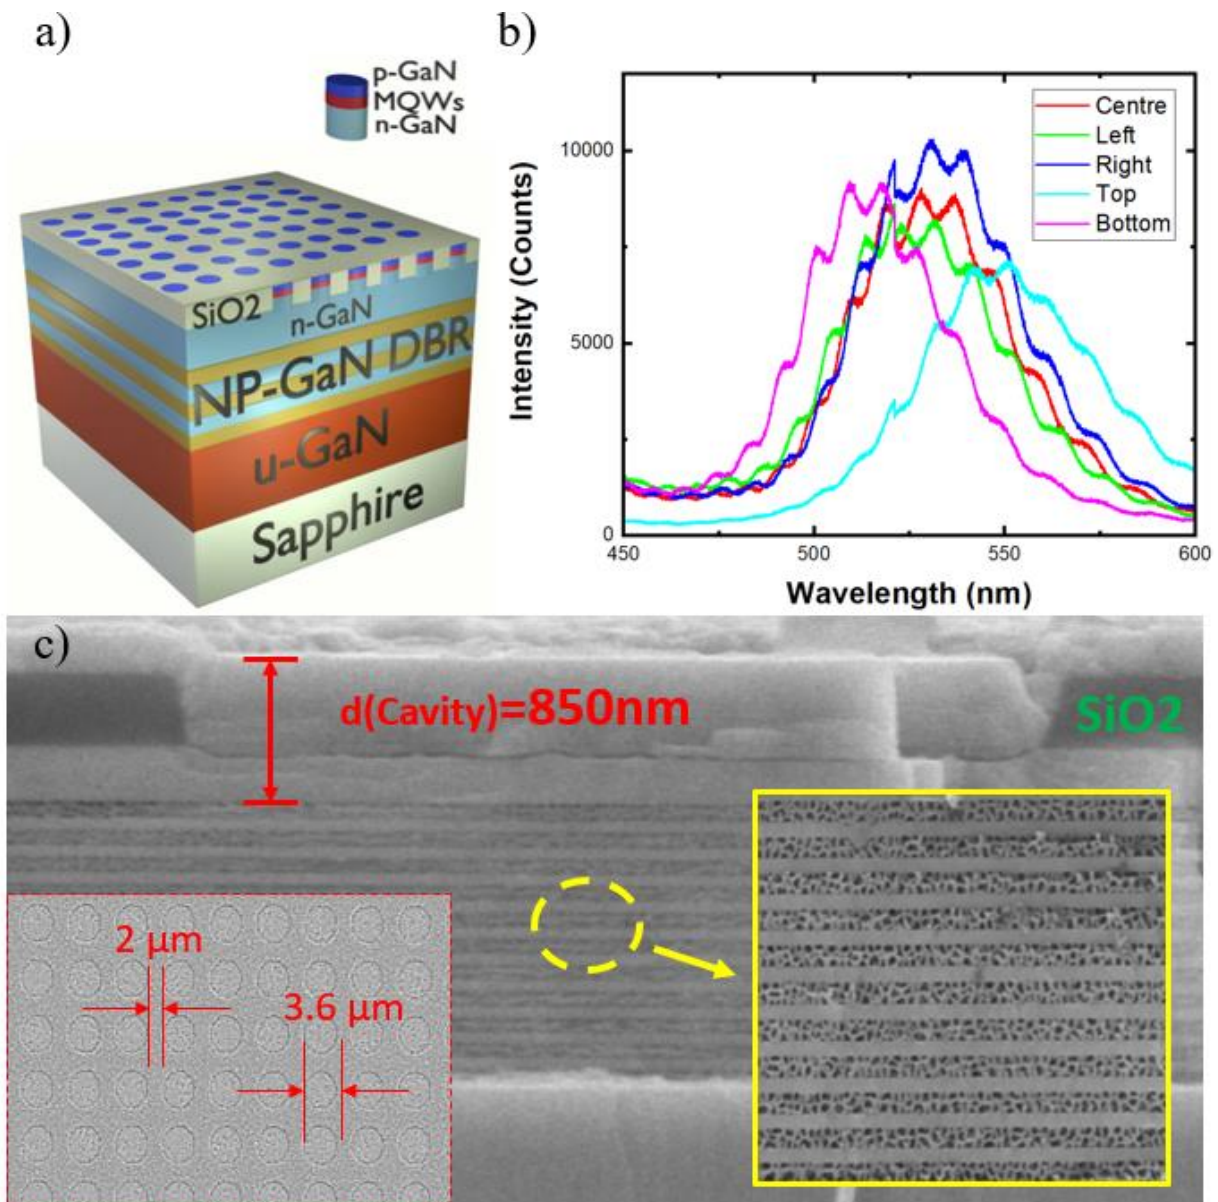 a)
p-GaN
MQWs
n-GaN
SiO2
n-GaN
NP-GaN DBR
u-GaN
Sapphire
b)
Intensity (Counts)
10000
5000
0
450
500
550
600
Wavelength (nm)
Centre
Left
Right
Top
Bottom
c)
d(Cavity)=850nm
SiO2
2 μm
3.6 μm